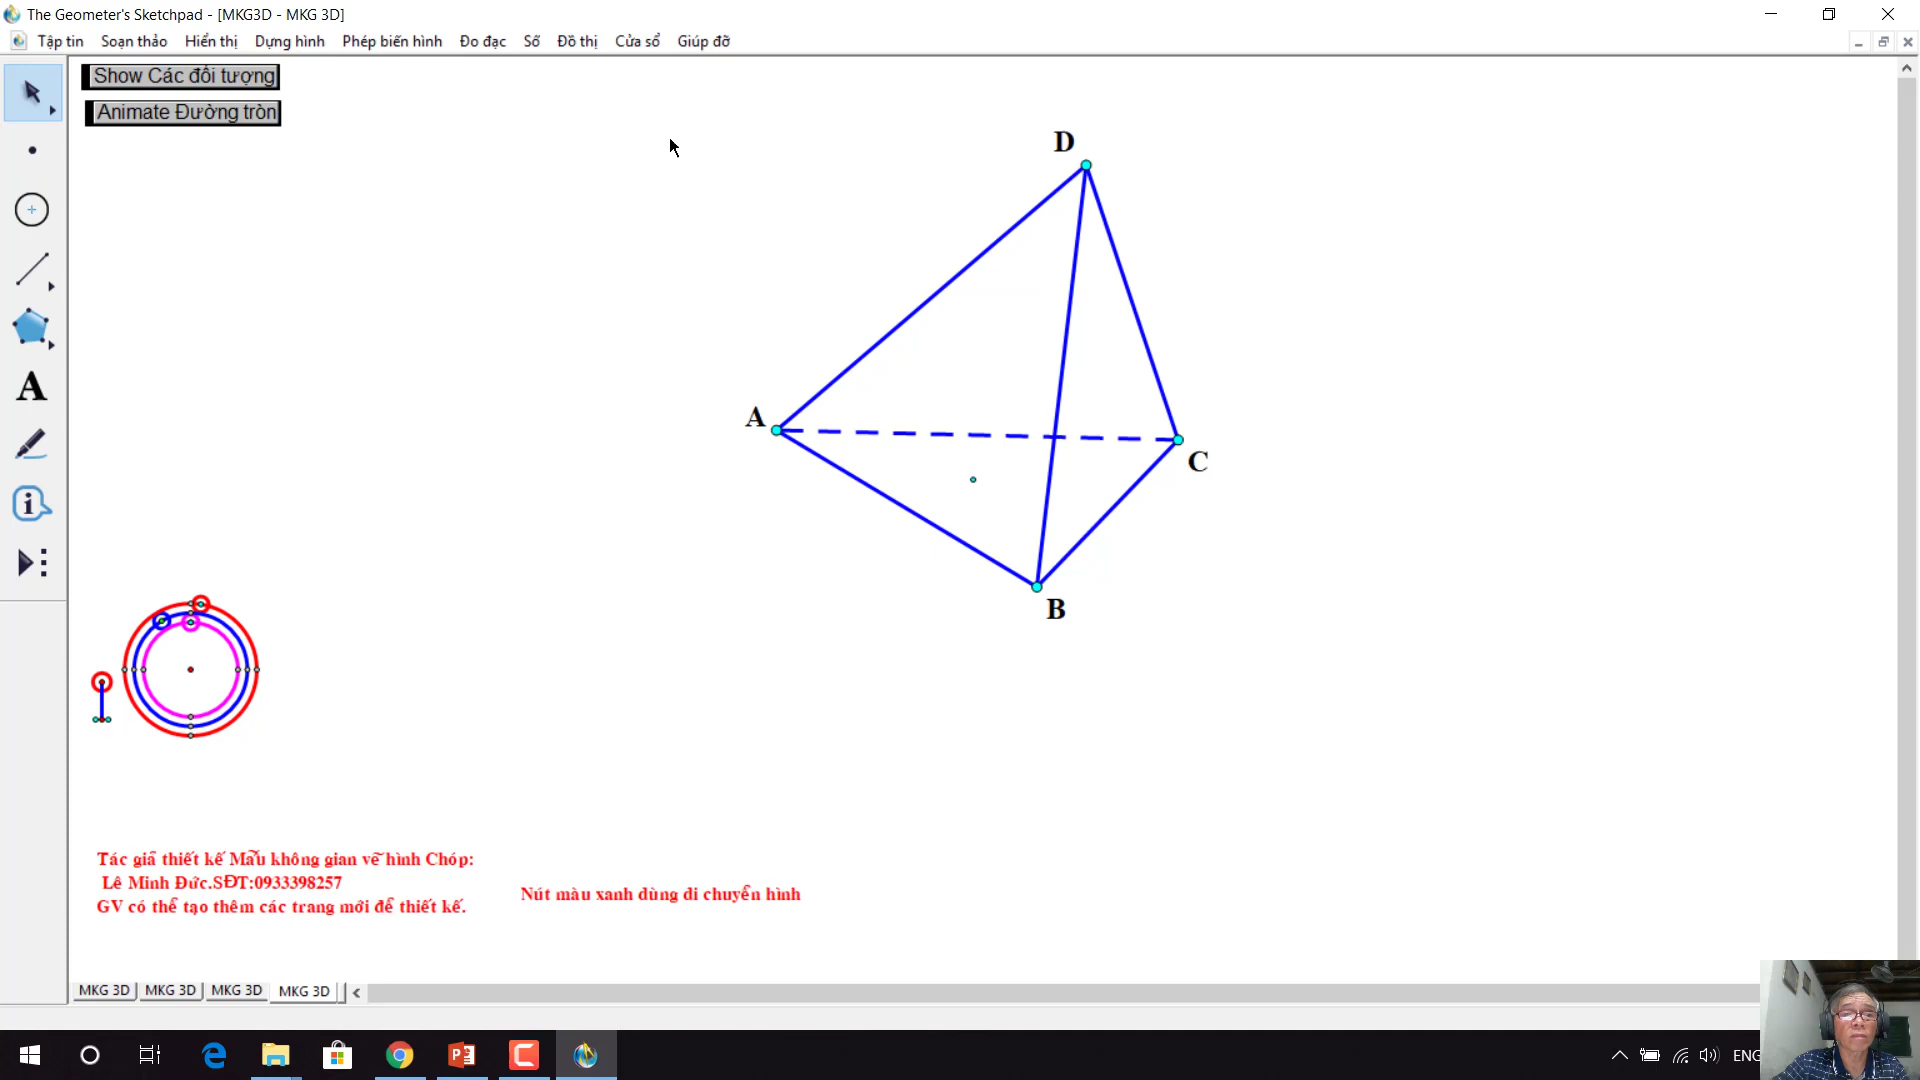 The Geometer's Sketchpad - [MKG3D - MKG 3D]
Tập tin Soạn thảo Hiển thị Dựng hình Phép biến hình Đo đạc Số Đồ thị Cửa sổ Giúp đỡ
Show Các đối tượng
Animate Đường tròn
D
A
C
B
A
Tác giả thiết kế Mẫu không gian vẽ hình Chóp:
Lê Minh Đức.SĐT:0933398257
GV có thể tạo thêm các trang mới để thiết kế.
Nút màu xanh dùng di chuyển hình
MKG 3D MKG 3D MKG 3D MKG 3D
ENG